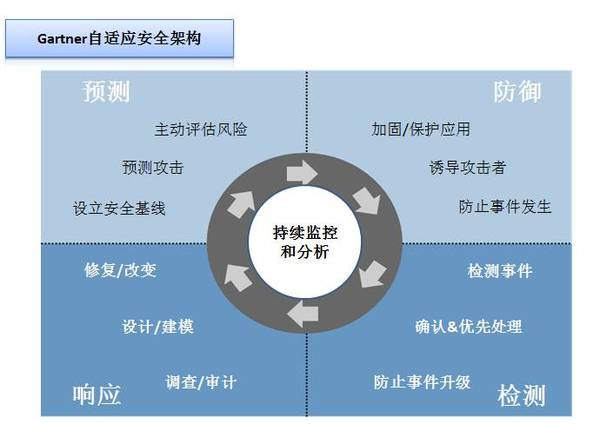 Gartner自适应安全架构
预测
主动评估风险
预测攻击
设立安全基线
防御
加固/保护应用
诱导攻击者
防止事件发生
持续监控
和分析
修复/改变
设计/建模
调查/审计
响应
检测事件
确认&优先处理
防止事件升级
检测